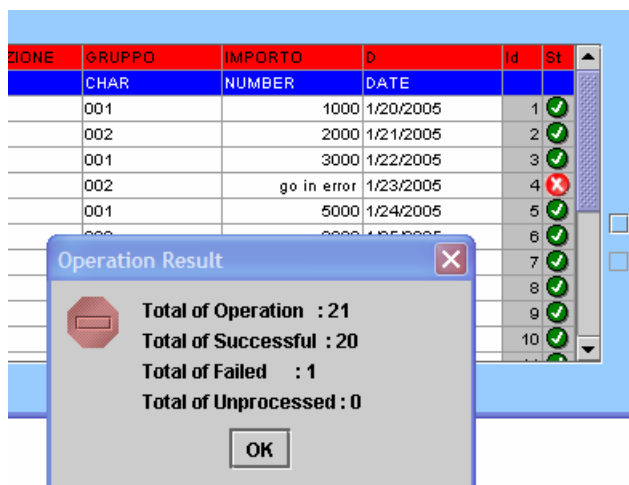 ZIONE GRUPPO IMPORTO D Id St
CHAR NUMBER DATE
001 1000 1/20/2005 1
002 2000 1/21/2005 2
001 3000 1/22/2005 3
002 go in error 1/23/2005 4
001 5000 1/24/2005 5
6
Operation Result
7
8
9
10
Total of Operation : 21
Total of Successful : 20
Total of Failed : 1
Total of Unprocessed : 0
OK